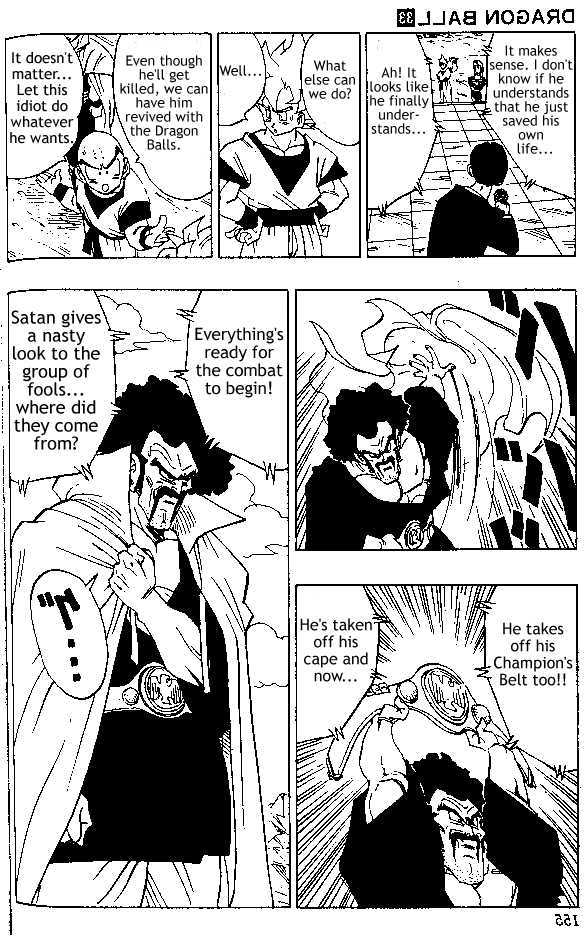 DRAGON BALL 33
It doesn't
matter...
Let this
idiot do
whatever
he wants.
Even though
he'll get
killed, we can
have him
revived with
the Dragon
Balls.
Well...
What
else can
we do?
Ah! It
looks like
he finally
under-
stands...
It makes
sense. I don't
know if he
understands
that he just
saved his
own
life...
Satan gives
a nasty
look to the
group of
fools...
where did
they come
from?
Everything's
ready for
the combat
to begin!
He's taken
off his
cape and
now...
He takes
off his
Champion's
Belt too!!
155